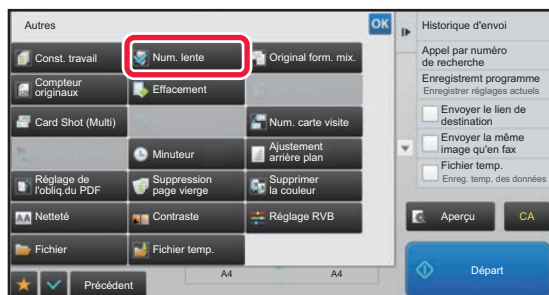 Autres
OK
Const. travail
Num. lente
Original form. mix.
Compteur
originaux
Effacement
Card Shot (Multi)
Num. carte visite
Minuteur
Ajustement
arrière plan
Réglage de
l'obliq.du PDF
Suppression
page vierge
Supprimer
la couleur
Netteté
Contraste
Réglage RVB
Fichier
Fichier temp.
Précédent
A4
A4
Historique d'envoi
Appel par numéro
de recherche
Enregistremt programme
Enregistrer réglages actuels
Envoyer le lien de
destination
Envoyer la même
image qu'en fax
Fichier temp.
Enreg. temp. des données
Aperçu
CA
Départ